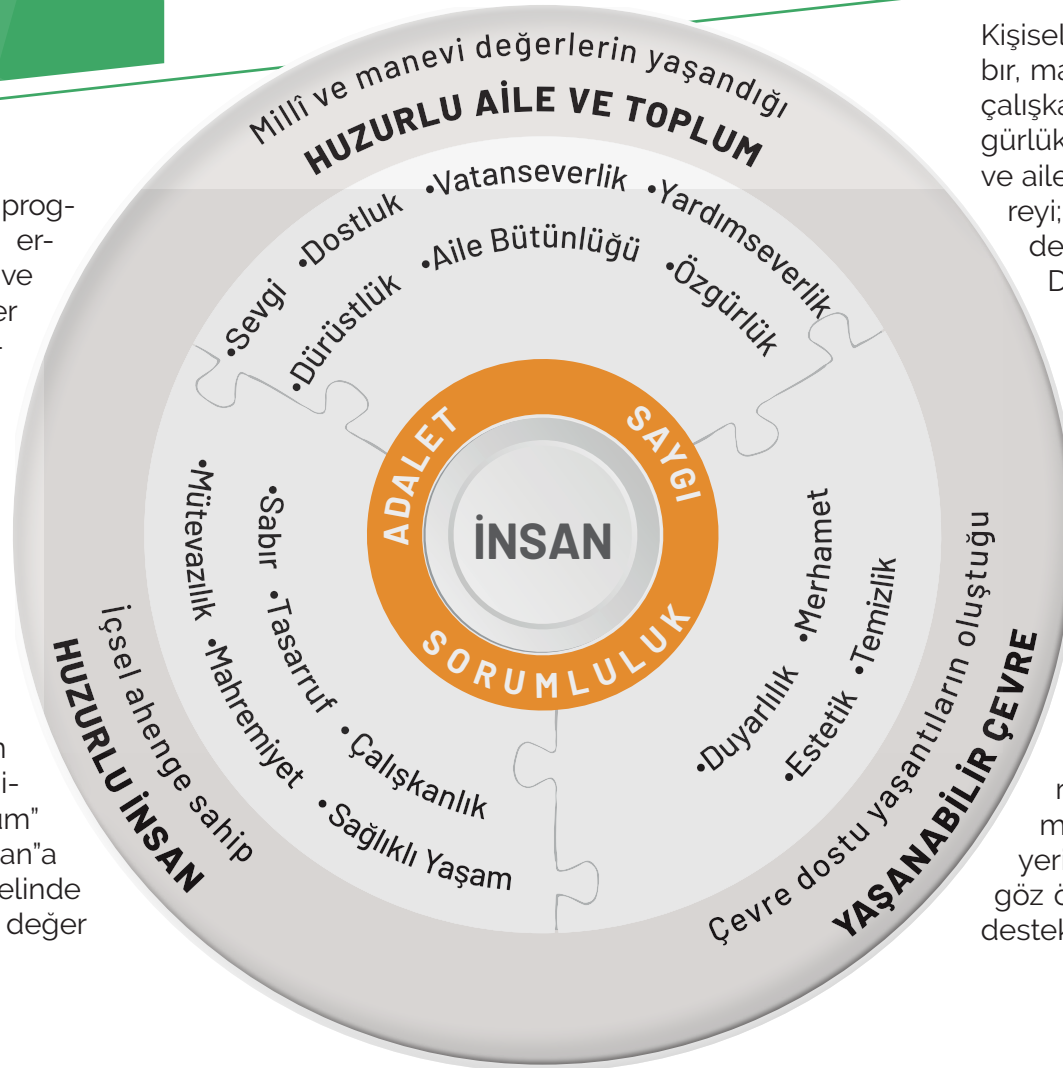 Millî ve manevi değerlerin yaşandığı
HUZURLU AİLE VE TOPLUM
•Sevgi •Dostluk •Vatanseverlik •Yardımseverlik
•Dürüstlük •Aile Bütünlüğü •Özgürlük
ADALET
SAYGI
SORUMLULUK
İNSAN
•Mütevazılık •Mahremiyet •Sağlıklı Yaşam
•Sabır •Tasarruf •Çalışkanlık
İçsel ahenge sahip
HUZURLU İNSAN
•Duyarlılık •Merhamet
•Estetik •Temizlik
Çevre dostu yaşantıların oluştuğu
YAŞANABİLİR ÇEVRE
prog-
er-
ve
er
n
i-
um"
an"a
elinde
değer
Kişisel
bır, ma
çalışka
gürlük
ve aile
reyi;
de
D
m
yer
göz ö
destek